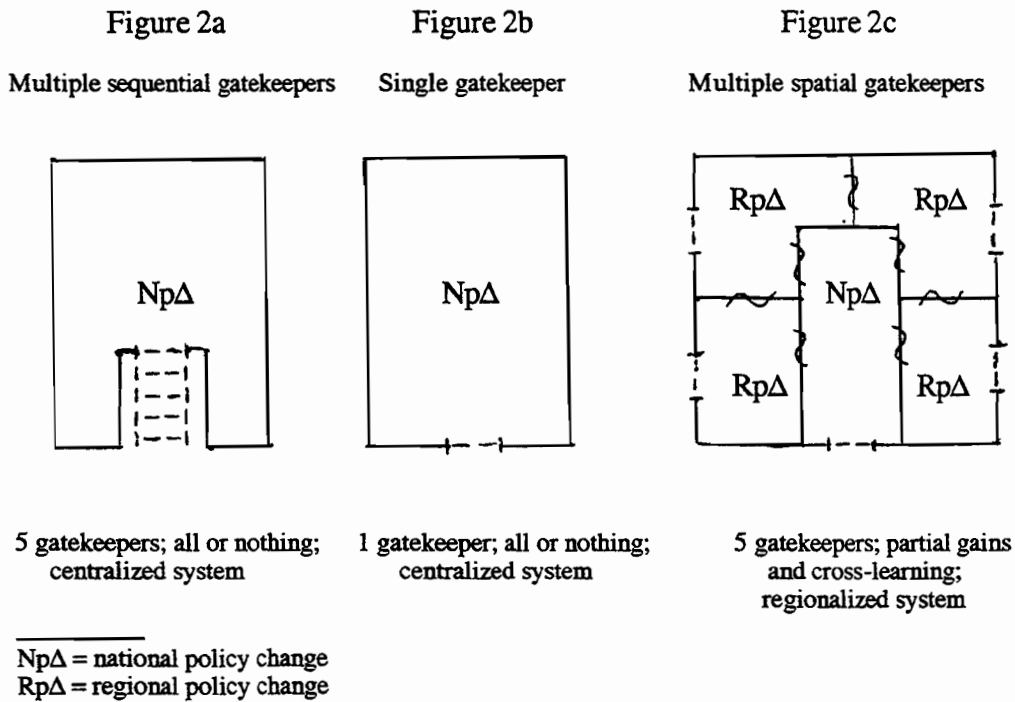 Figure 2a
Multiple sequential gatekeepers
NpΔ
5 gatekeepers; all or nothing;
centralized system
Figure 2b
Single gatekeeper
NpΔ
1 gatekeeper; all or nothing;
centralized system
Figure 2c
Multiple spatial gatekeepers
RpΔ
RpΔ
NpΔ
RpΔ
RpΔ
5 gatekeepers; partial gains
and cross-learning;
regionalized system
NpΔ = national policy change
RpΔ = regional policy change